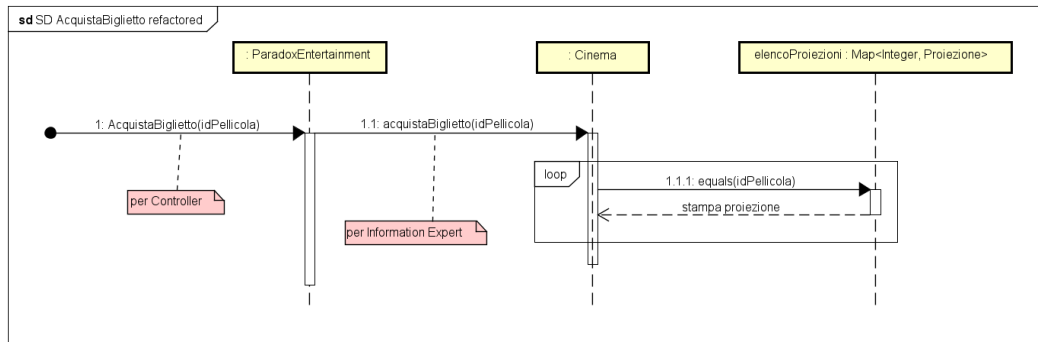 sd SD AcquistaBiglietto refactored
: ParadoxEntertainment
: Cinema
elencoProiezioni : Map<Integer, Proiezione>
1: AcquistaBiglietto(idPellicola)
1.1: acquistaBiglietto(idPellicola)
loop
1.1.1: equals(idPellicola)
stampa proiezione
per Controller
per Information Expert